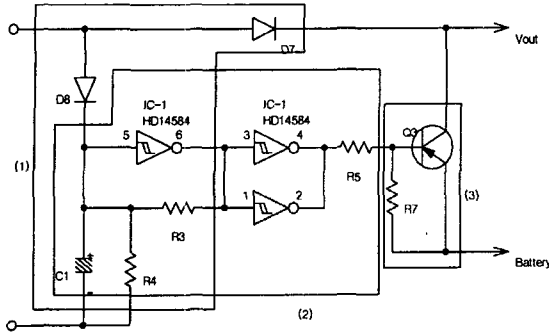 Vout
D7
D8
IC-1
HD14584
IC-1
HD14584
5
6
3
4
Q3
(1)
R5
1
2
R7
(3)
R3
C1
+
R4
Battery
(2)